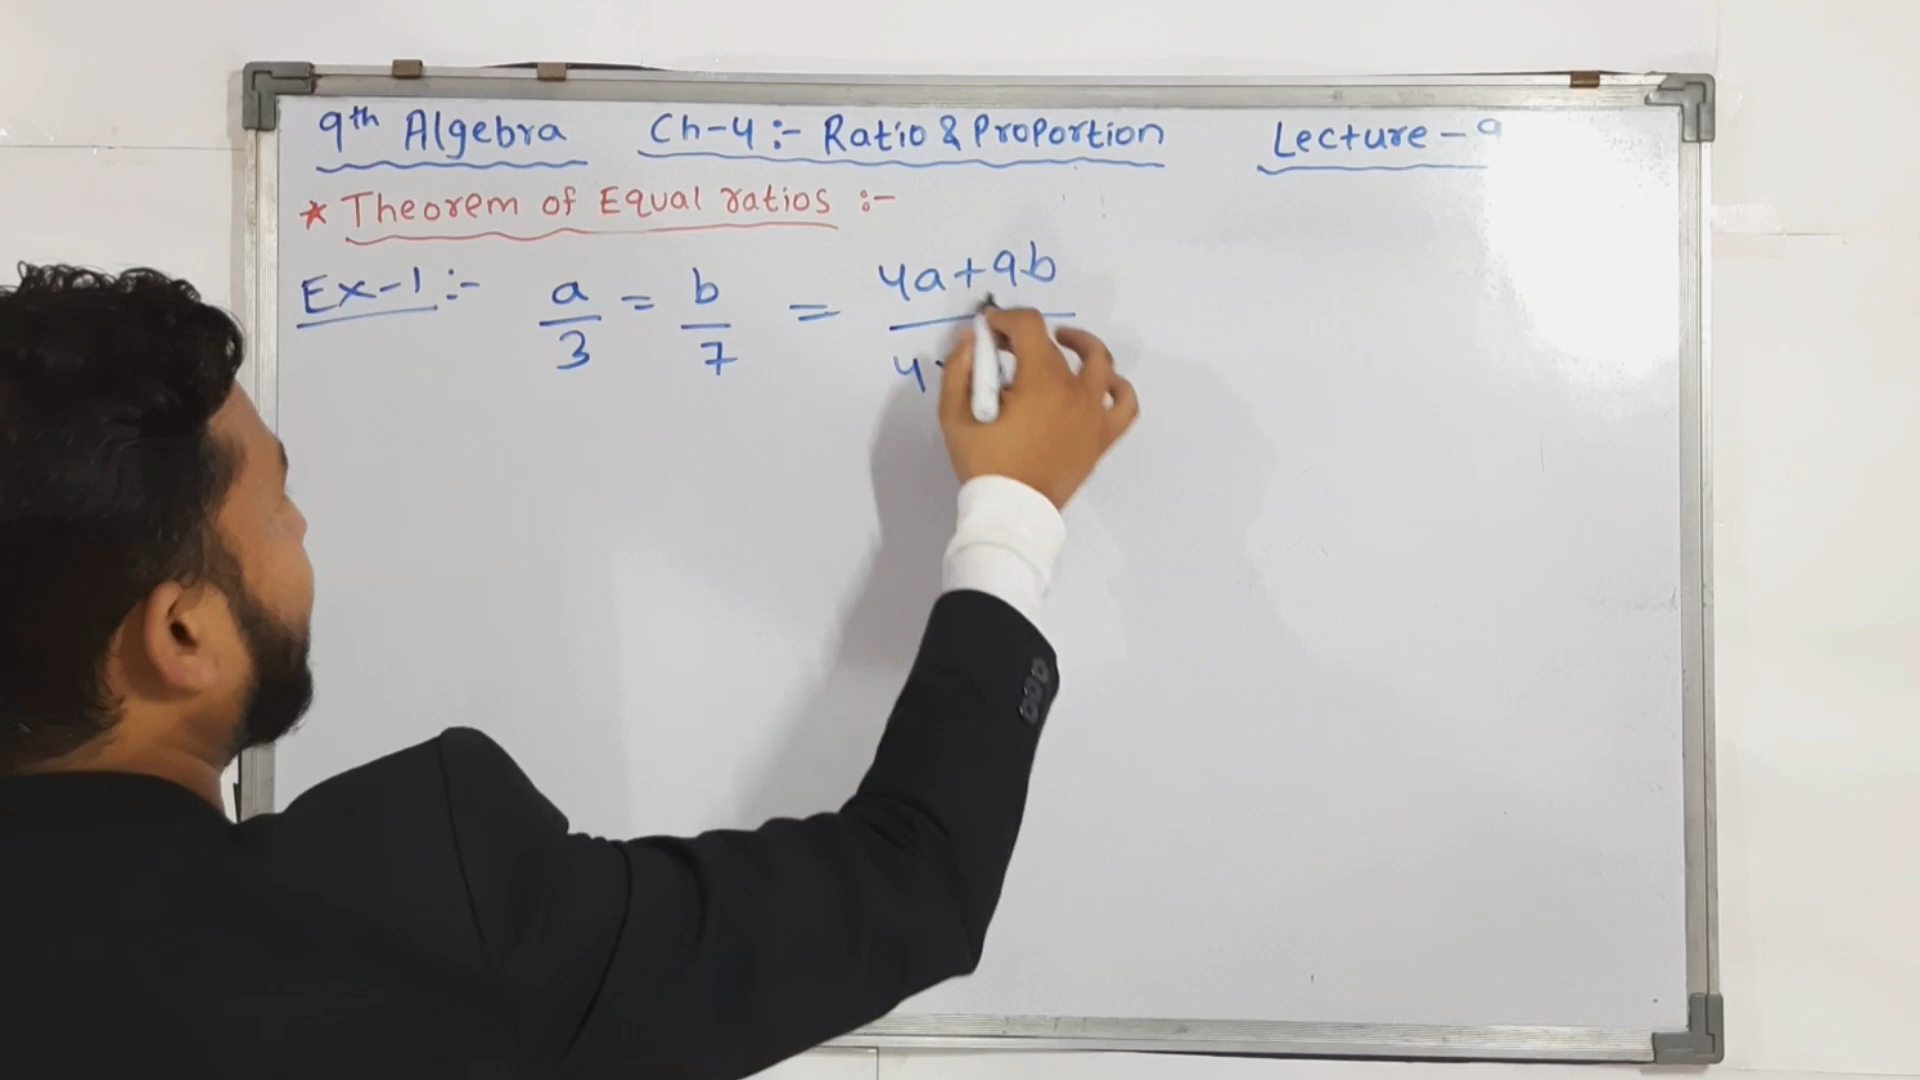 9th Algebra Ch-4:- Ratio & Proportion Lecture - 9
* Theorem of Equal ratios :-
Ex-1:- a/3 = b/7 = 4a+9b
4